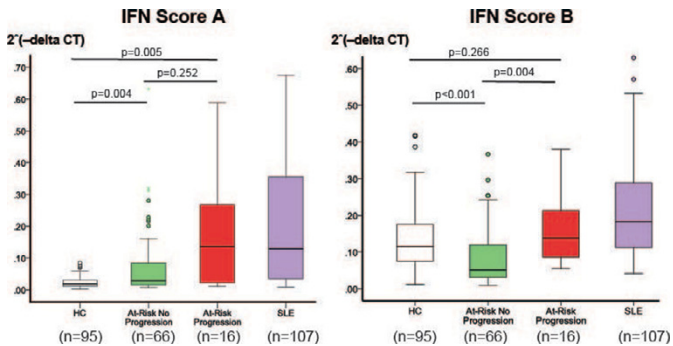 IFN Score A
2ˆ(–delta CT)
p=0.005
p=0.252
p=0.004
.70
.60
.50
.40
.30
.20
.10
.00
HC
At-Risk No Progression
At-Risk Progression
SLE
(n=95)
(n=66)
(n=16)
(n=107)
IFN Score B
2ˆ(–delta CT)
p=0.266
p=0.004
p<0.001
.60
.50
.40
.30
.20
.10
.00
HC
At-Risk No Progression
At-Risk Progression
SLE
(n=95)
(n=66)
(n=16)
(n=107)